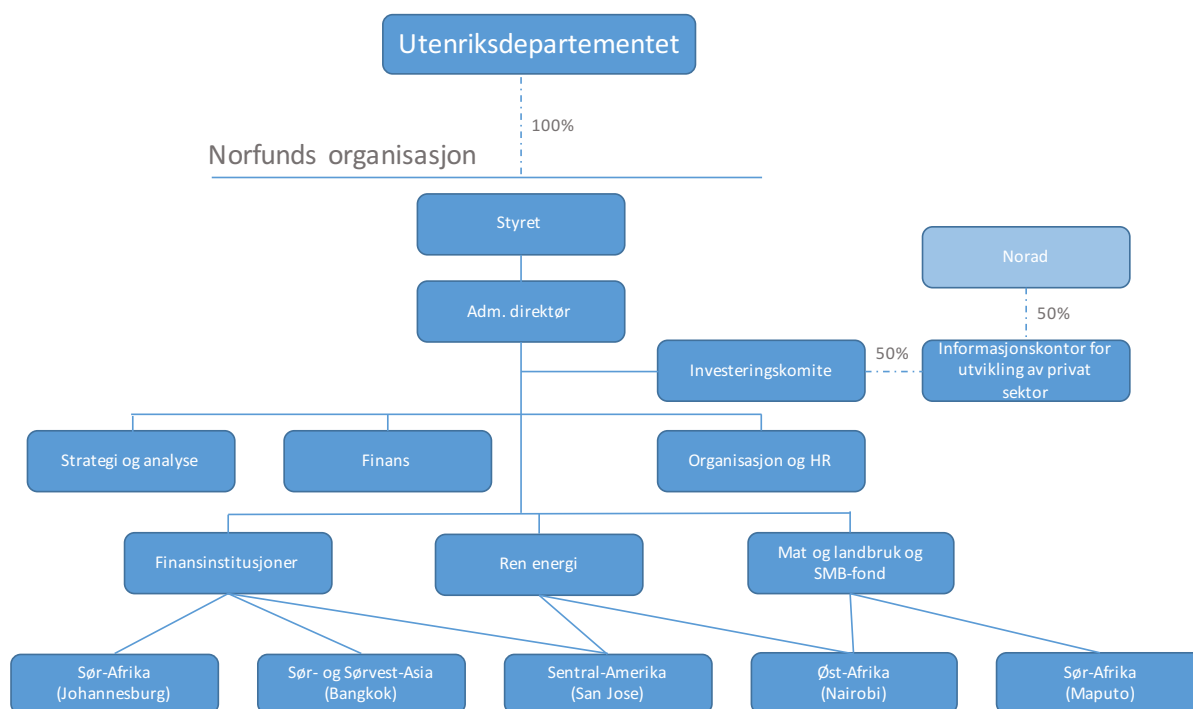 Utenriksdepartementet
100%
Norfunds organisasjon
Styret
Norad
Adm. direktør
50%
50%
Investeringskomite
Informasjonskontor for
utvikling av privat
sektor
Strategi og analyse
Finans
Organisasjon og HR
Finansinstitusjoner
Ren energi
Mat og landbruk og
SMB-fond
Sør-Afrika
(Johannesburg)
Sør- og Sørvest-Asia
(Bangkok)
Sentral-Amerika
(San Jose)
Øst-Afrika
(Nairobi)
Sør-Afrika
(Maputo)